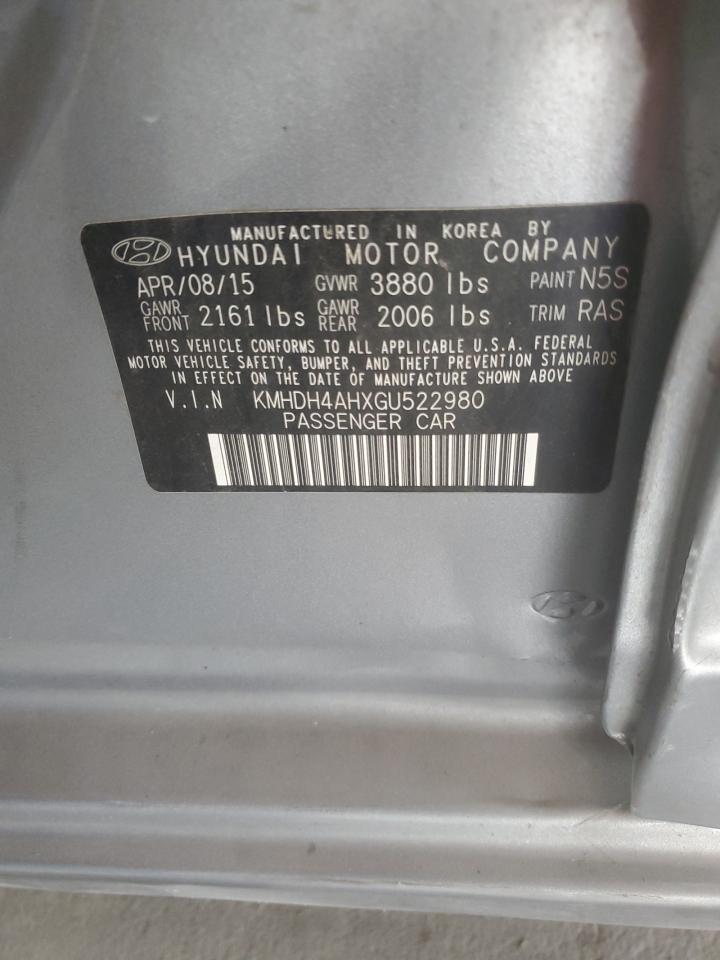 MANUFACTURED IN KOREA BY
HYUNDAI MOTOR COMPANY
APR/08/15 GVWR 3880 lbs PAINT N5S
GAWR FRONT 2161 lbs GAWR REAR 2006 lbs TRIM RAS
THIS VEHICLE CONFORMS TO ALL APPLICABLE U.S.A. FEDERAL
MOTOR VEHICLE SAFETY, BUMPER, AND THEFT PREVENTION STANDARDS
IN EFFECT ON THE DATE OF MANUFACTURE SHOWN ABOVE
V.I.N KMHDH4AHXGU522980
PASSENGER CAR